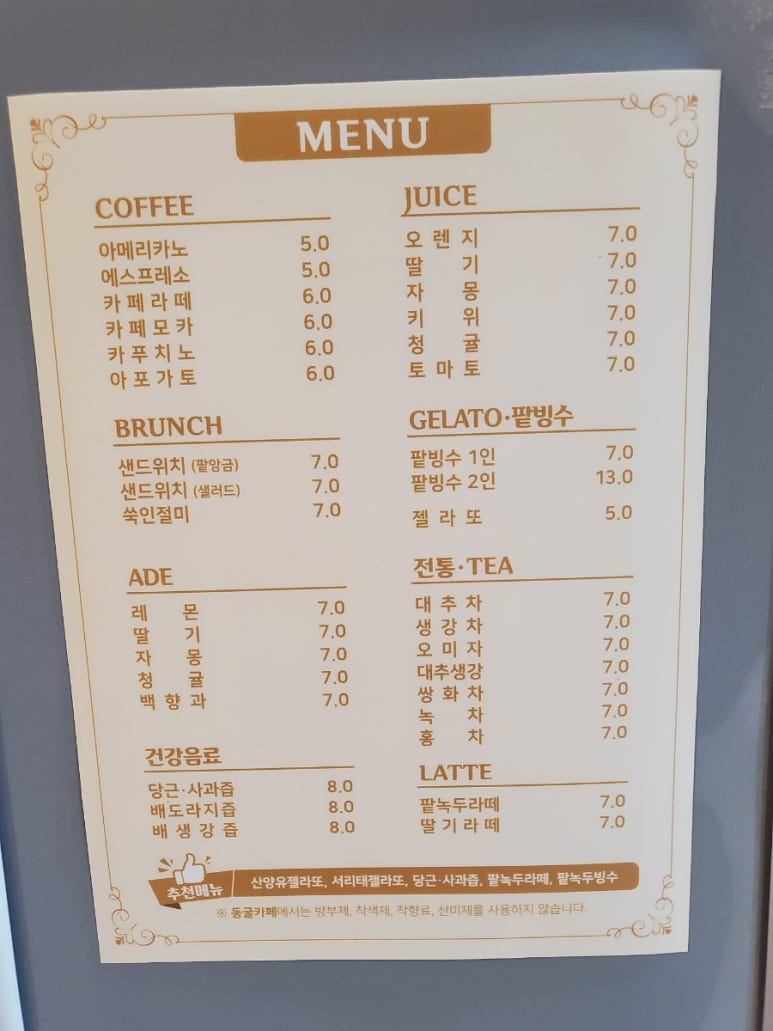 MENU
COFFEE
아메리카노 5.0
에스프레소 5.0
카페라떼 6.0
카페모카 6.0
카푸치노 6.0
아포가토 6.0
BRUNCH
샌드위치 (팥앙금) 7.0
샌드위치 (샐러드) 7.0
쑥인절미 7.0
ADE
레몬 7.0
딸기 7.0
자몽 7.0
청귤 7.0
백향과 7.0
건강음료
당근·사과즙 8.0
배도라지즙 8.0
배생강즙 8.0
JUICE
오렌지 7.0
딸기 7.0
자몽 7.0
키위 7.0
청귤 7.0
토마토 7.0
GELATO·팥빙수
팥빙수 1인 7.0
팥빙수 2인 13.0
젤라또 5.0
전통·TEA
대추차 7.0
생강차 7.0
오미자 7.0
대추생강 7.0
쌍화차 7.0
녹차 7.0
홍차 7.0
LATTE
팥녹두라떼 7.0
딸기라떼 7.0
추천메뉴 산양유젤라또, 서리태젤라또, 당근·사과즙, 팥녹두라떼, 팥녹두빙수
※ 동굴카페에서는 방부제, 착색제, 착향료, 산미제를 사용하지 않습니다.